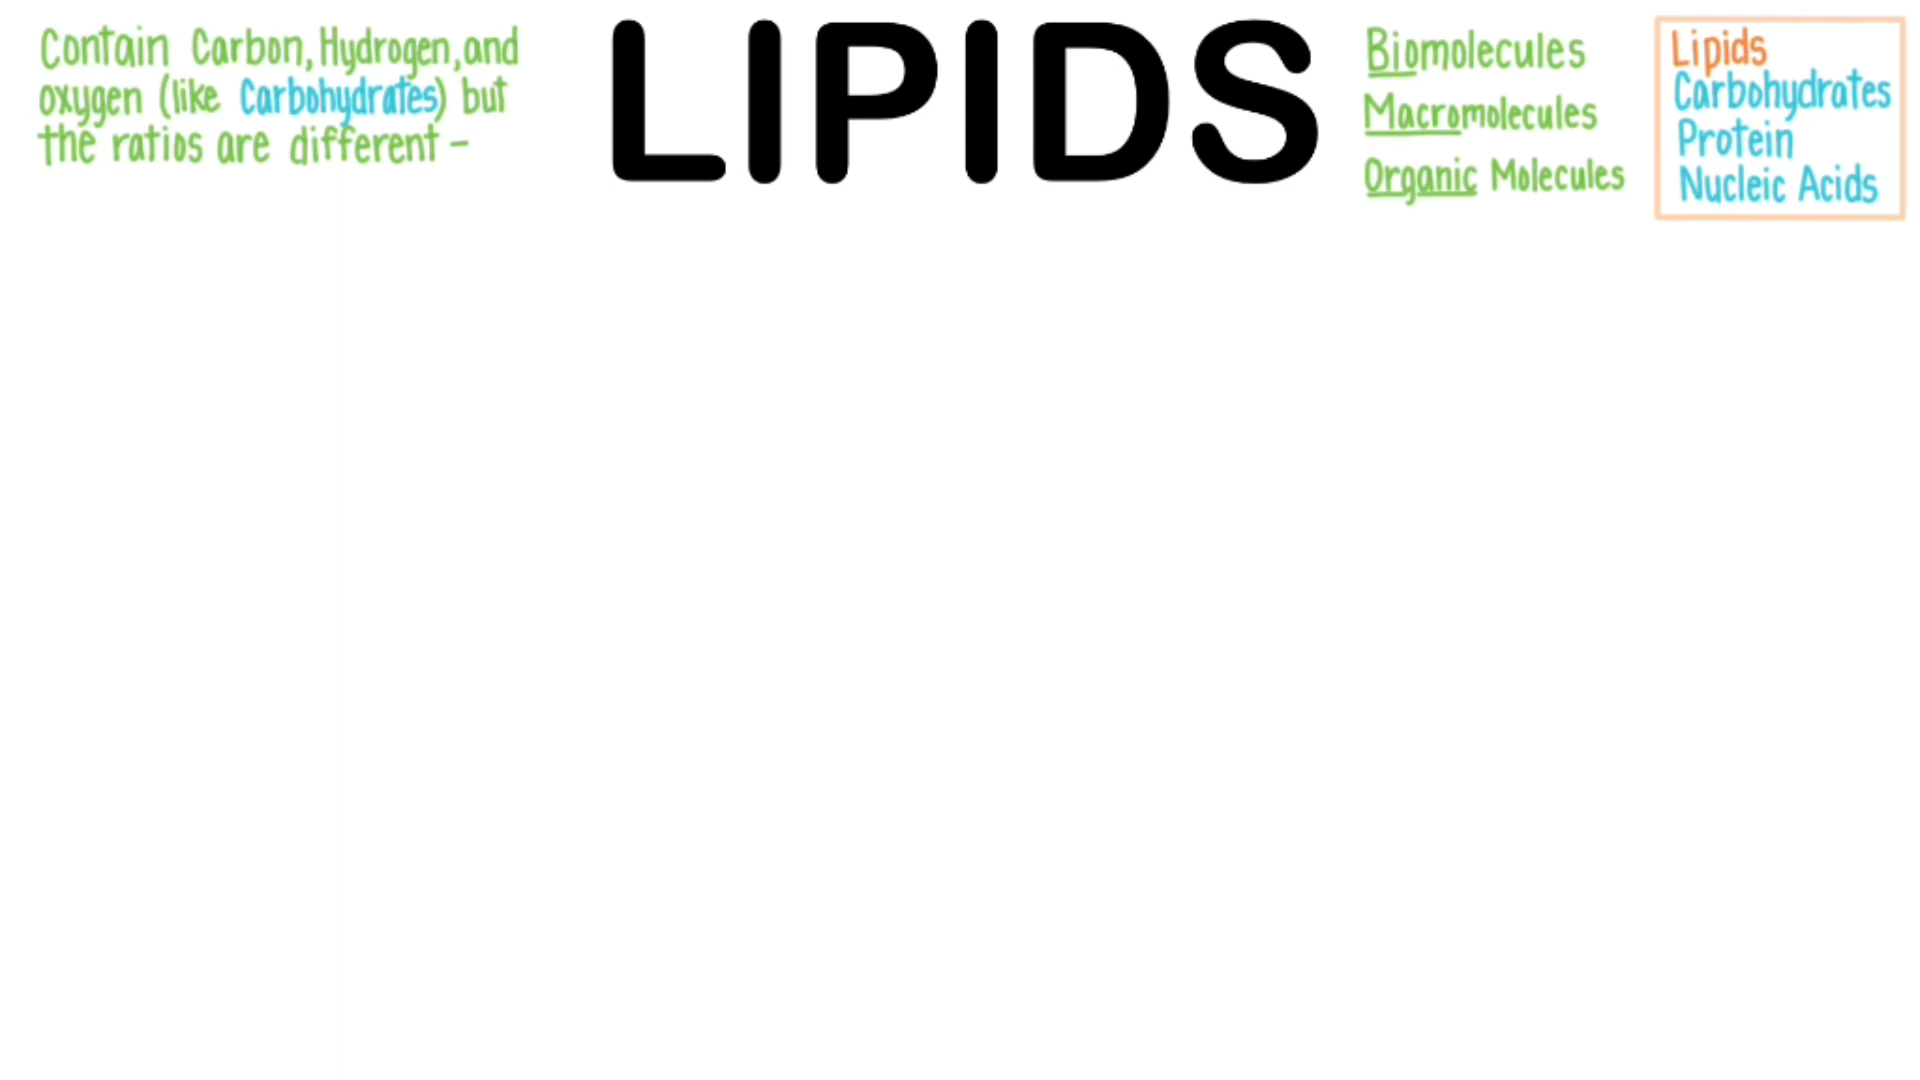 Contain Carbon, Hydrogen, and
oxygen (like Carbohydrates) but
the ratios are different -
LIPIDS
Biomolecules
Macromolecules
Organic Molecules
Lipids
Carbohydrates
Protein
Nucleic Acids